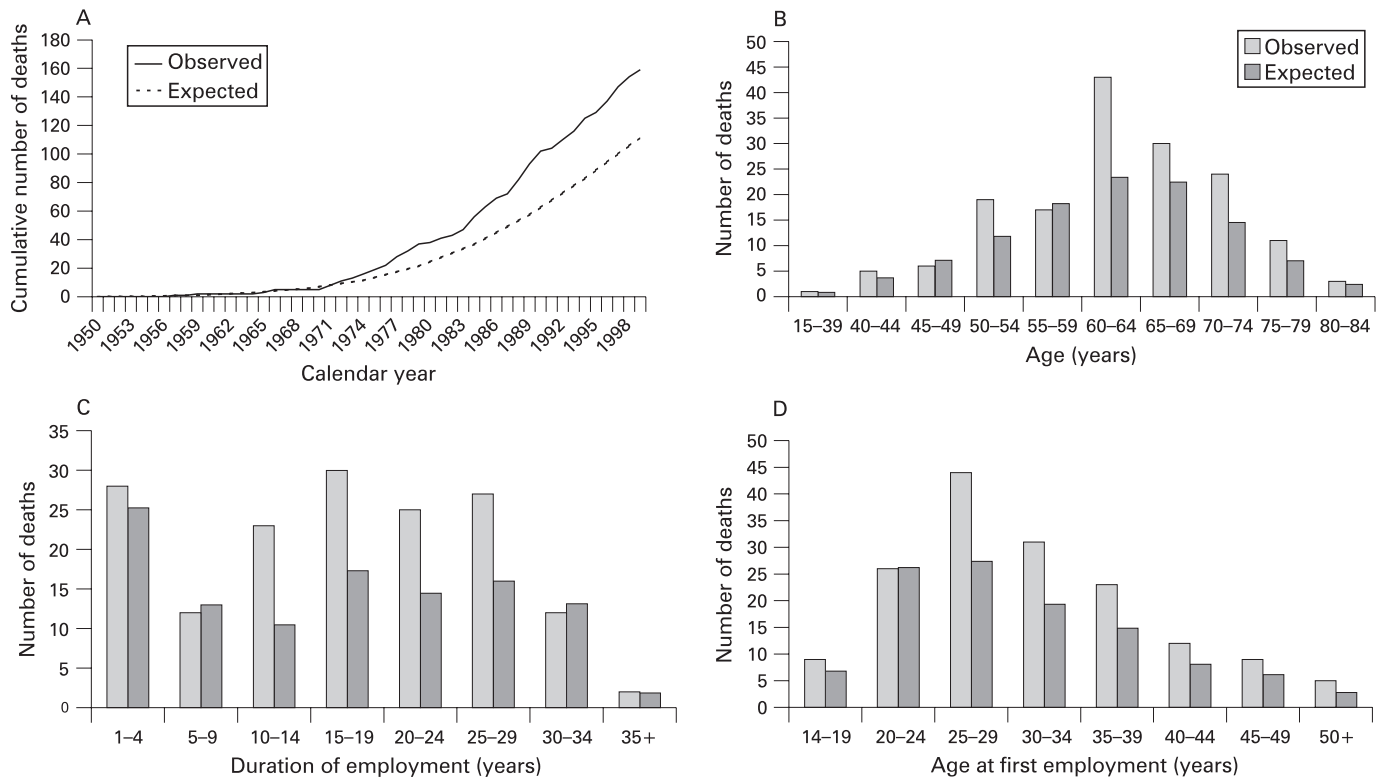 A
Cumulative number of deaths
180
160
140
120
100
80
60
40
20
0
Observed
Expected
1950 1953 1956 1959 1962 1965 1968 1971 1974 1977 1980 1983 1986 1989 1992 1995 1998
Calendar year
B
Number of deaths
50
45
40
35
30
25
20
15
10
5
0
Observed
Expected
15–39 40–44 45–49 50–54 55–59 60–64 65–69 70–74 75–79 80–84
Age (years)
C
Number of deaths
35
30
25
20
15
10
5
0
1–4 5–9 10–14 15–19 20–24 25–29 30–34 35+
Duration of employment (years)
D
Number of deaths
50
45
40
35
30
25
20
15
10
5
0
14–19 20–24 25–29 30–34 35–39 40–44 45–49 50+
Age at first employment (years)